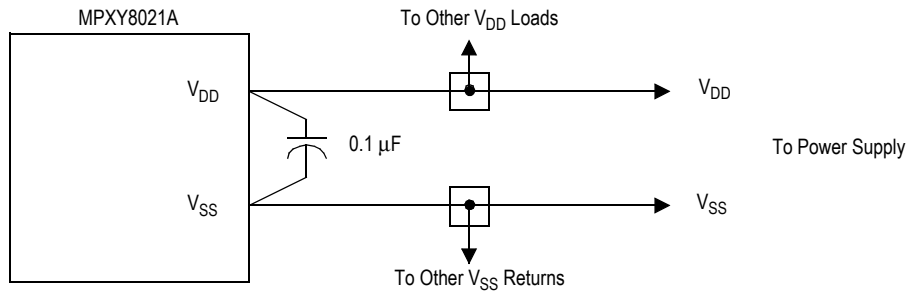 MPXY8021A
To Other VDD Loads
VDD
VDD
0.1 μF
To Power Supply
VSS
VSS
To Other VSS Returns